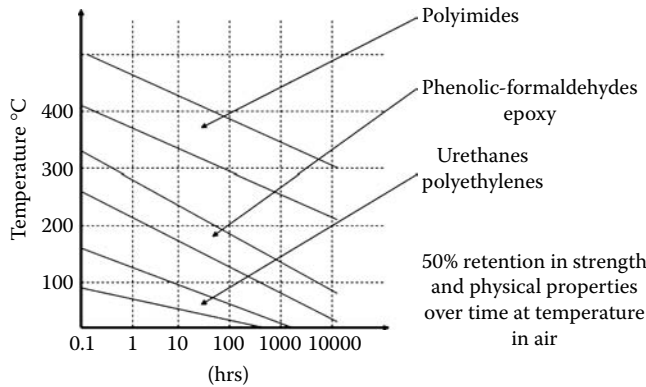 Polyimides
Phenolic-formaldehydes
epoxy
Urethanes
polyethylenes
50% retention in strength
and physical properties
over time at temperature
in air
Temperature °C
400
300
200
100
0.1 1 10 100 1000 10000
(hrs)